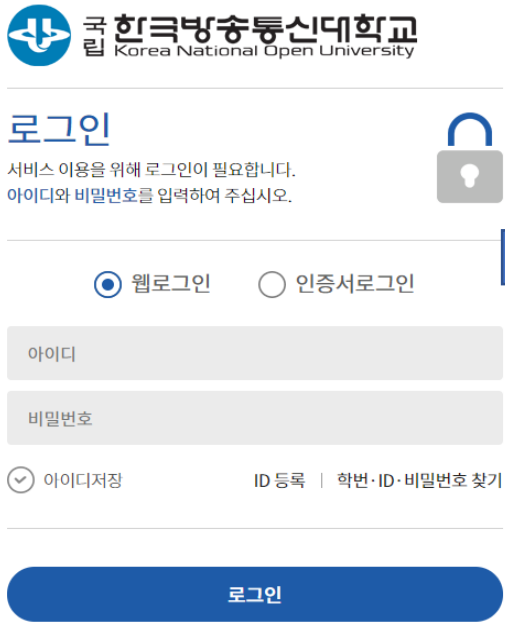 국립 한국방송통신대학교
Korea National Open University
로그인
서비스 이용을 위해 로그인이 필요합니다.
아이디와 비밀번호를 입력하여 주십시오.
웹로그인 인증서로그인
아이디
비밀번호
아이디저장 ID 등록 | 학번·ID·비밀번호 찾기
로그인